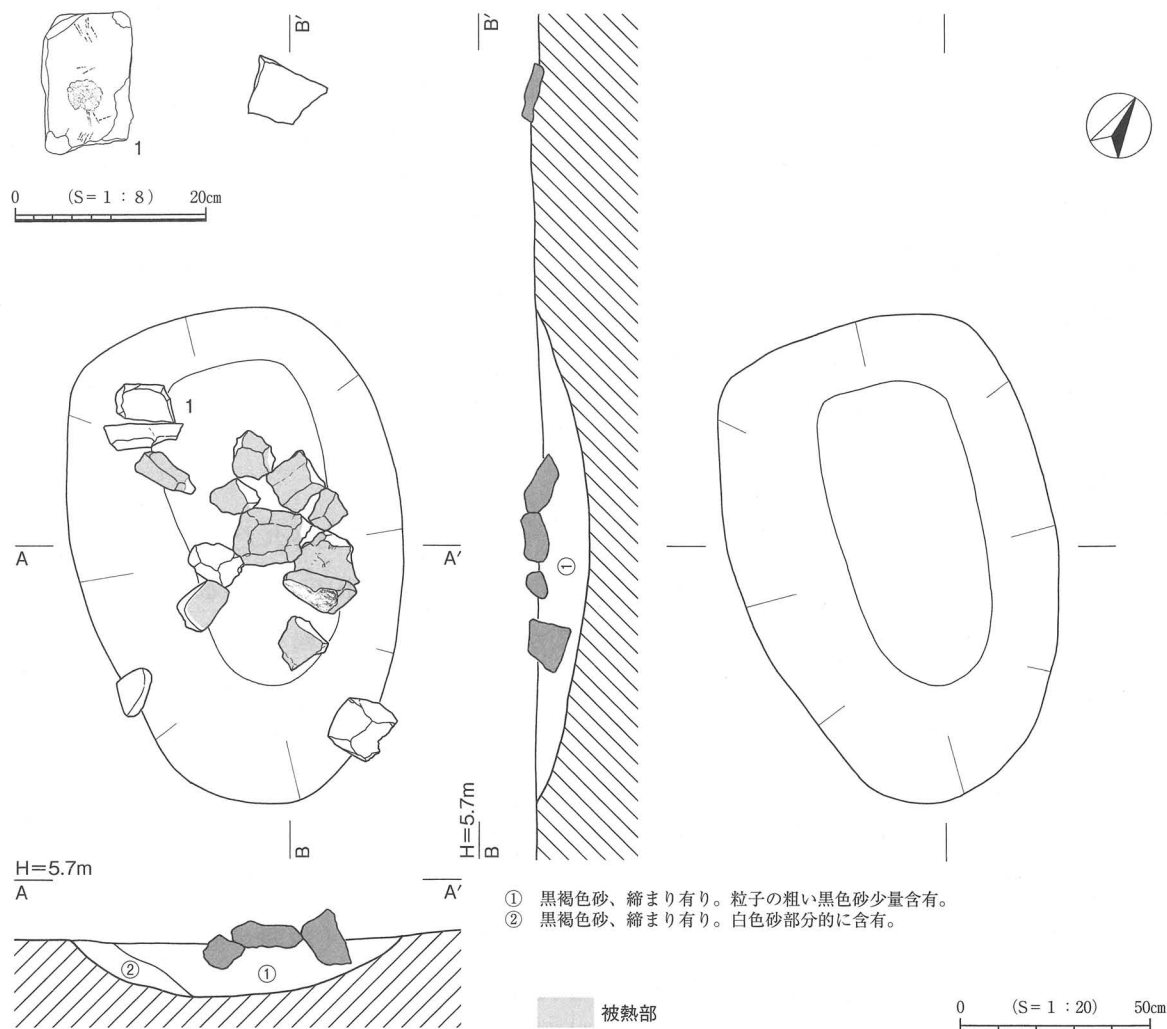 B′
B′
1
0 (S=1:8) 20cm
1
A
A′
①
B
H=5.7m
B
H=5.7m
A
A′
②
①
① 黒褐色砂、締まり有り。粒子の粗い黒色砂少量含有。
② 黒褐色砂、締まり有り。白色砂部分的に含有。
被熱部
0 (S=1:20) 50cm